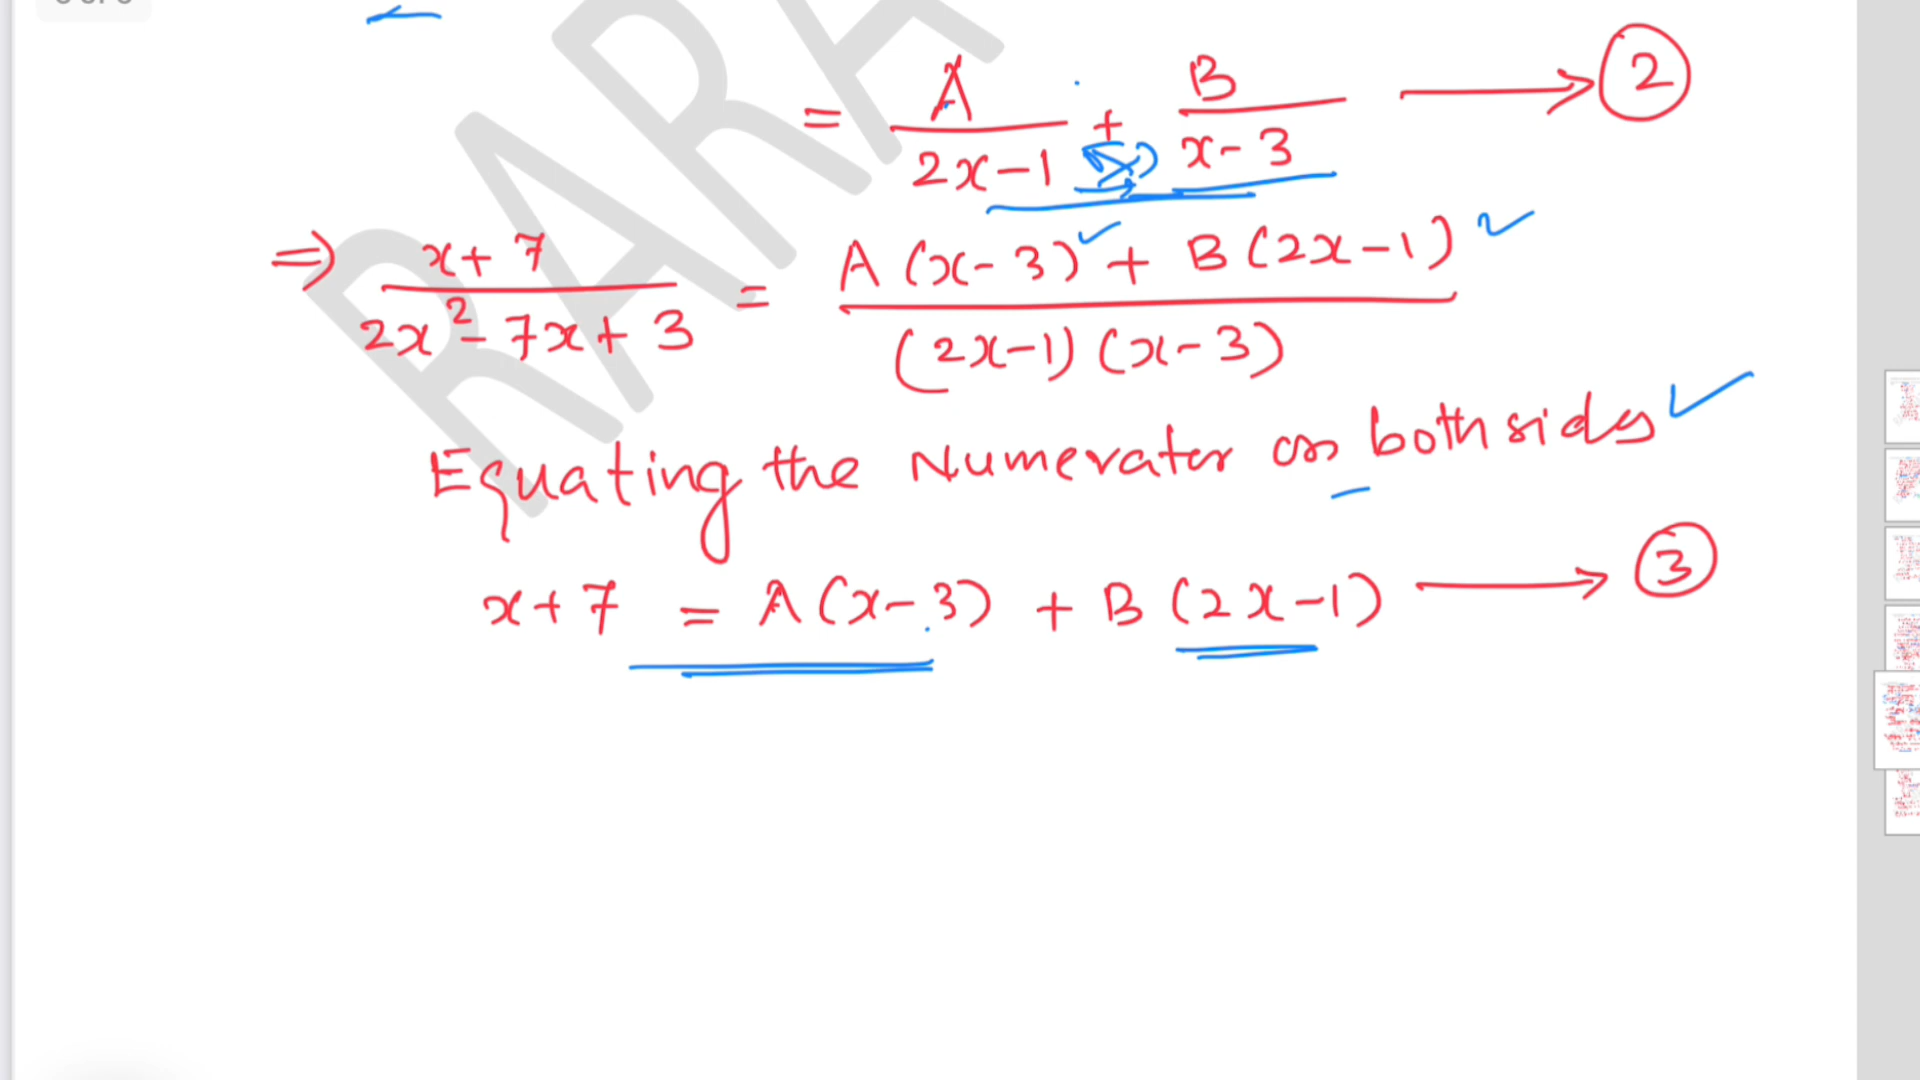 = A/(2x-1) + B/(x-3) → ②
⇒ (x+7)/(2x²-7x+3) = (A(x-3) + B(2x-1))/((2x-1)(x-3))
Equating the Numerator on both sides
x+7 = A(x-3) + B(2x-1) → ③
RARA